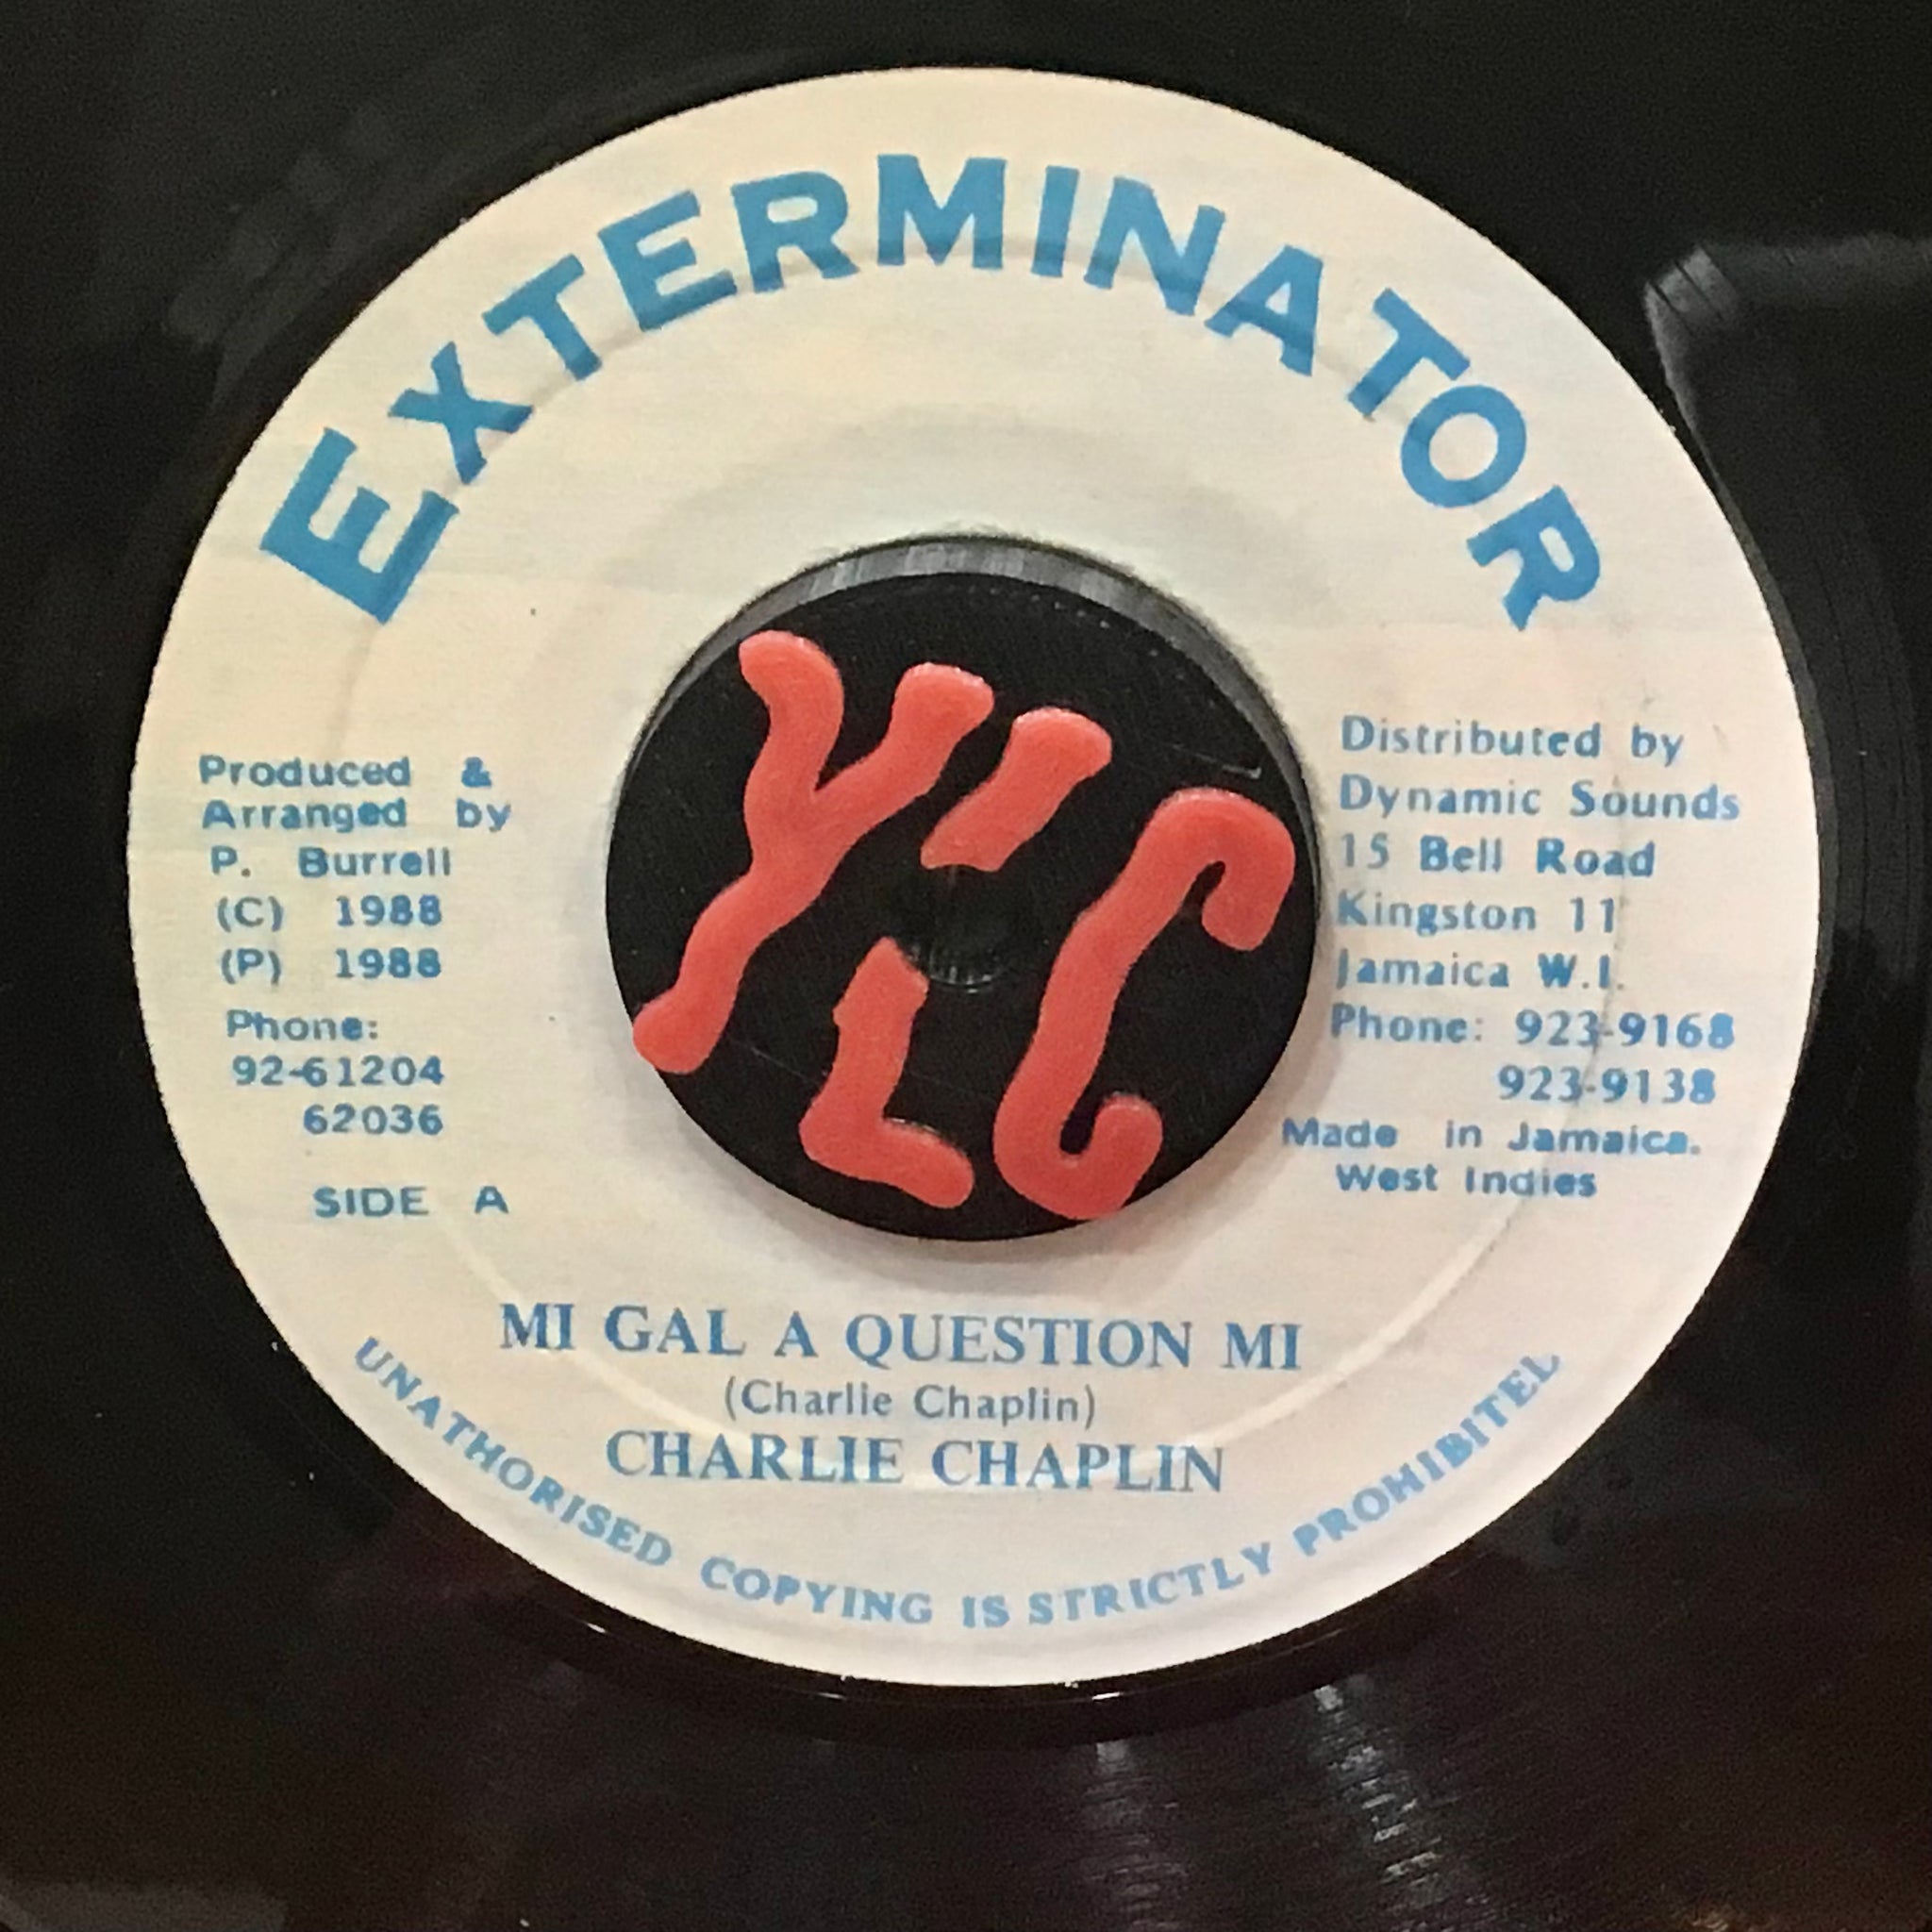 EXTERMINATOR
Produced &
Arranged by
P. Burrell
(C) 1988
(P) 1988
Phone:
92-61204
62036
SIDE A
Distributed by
Dynamic Sounds
15 Bell Road
Kingston 11
Jamaica W.I.
Phone: 923-9168
923-9138
Made in Jamaica.
West Indies
MI GAL A QUESTION MI
(Charlie Chaplin)
CHARLIE CHAPLIN
UNATHORISED COPYING IS STRICTLY PROHIBITEL